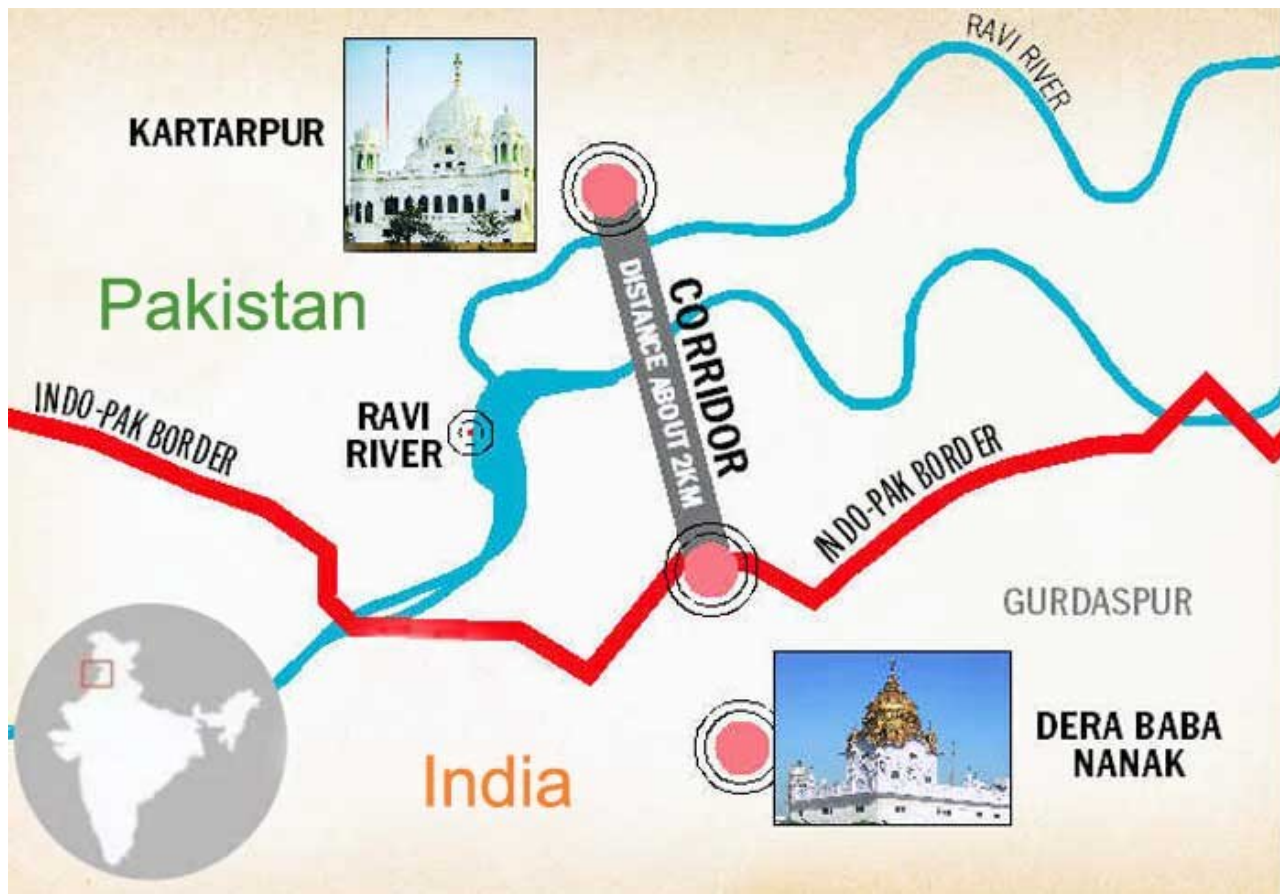 RAVI RIVER
KARTARPUR
Pakistan
CORRIDOR
DISTANCE ABOUT 2KM
INDO-PAK BORDER
RAVI
RIVER
INDO-PAK BORDER
GURDASPUR
DERA BABA
NANAK
India